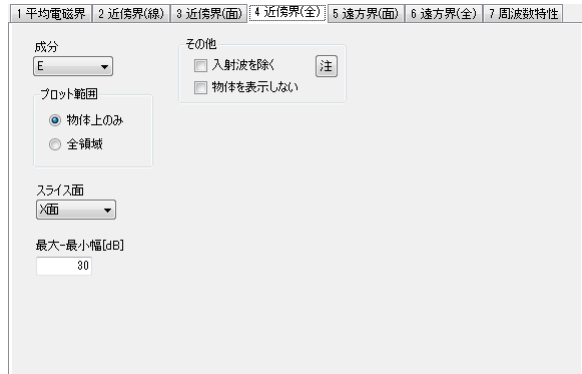 1 平均電磁界 2 近傍界(線) 3 近傍界(面) 4 近傍界(全) 5 遠方界(面) 6 遠方界(全) 7 周波数特性
成分
E
プロット範囲
物体上のみ
全領域
スライス面
X面
最大-最小幅[dB]
30
その他
入射波を除く
注
物体を表示しない